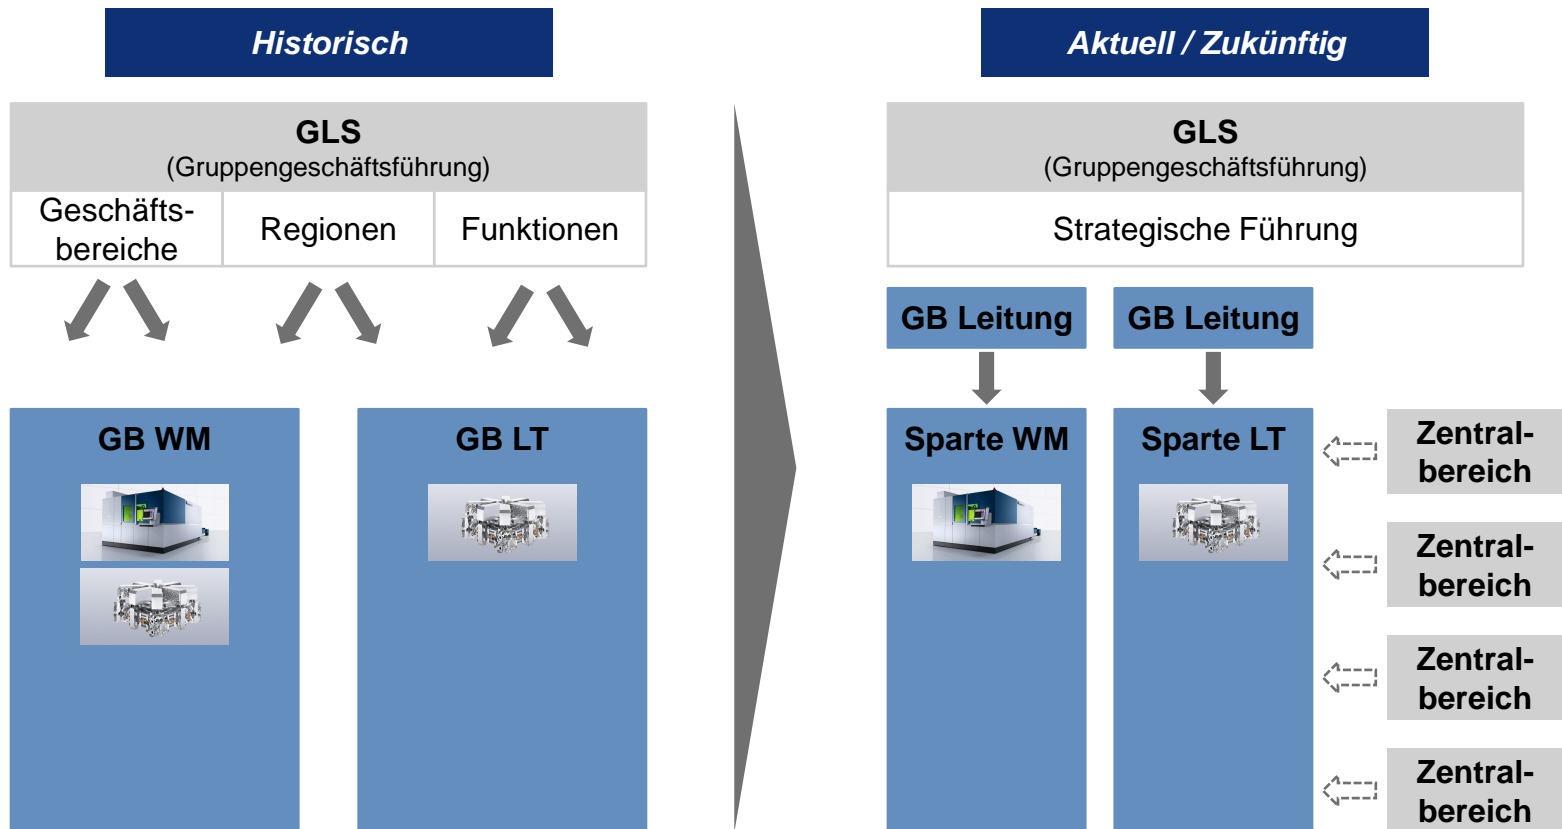 Historisch
Aktuell / Zukünftig
GLS
(Gruppengeschäftsführung)
Geschäfts-
bereiche
Regionen
Funktionen
GLS
(Gruppengeschäftsführung)
Strategische Führung
GB Leitung
GB Leitung
GB WM
GB LT
Sparte WM
Sparte LT
Zentral-
bereich
Zentral-
bereich
Zentral-
bereich
Zentral-
bereich